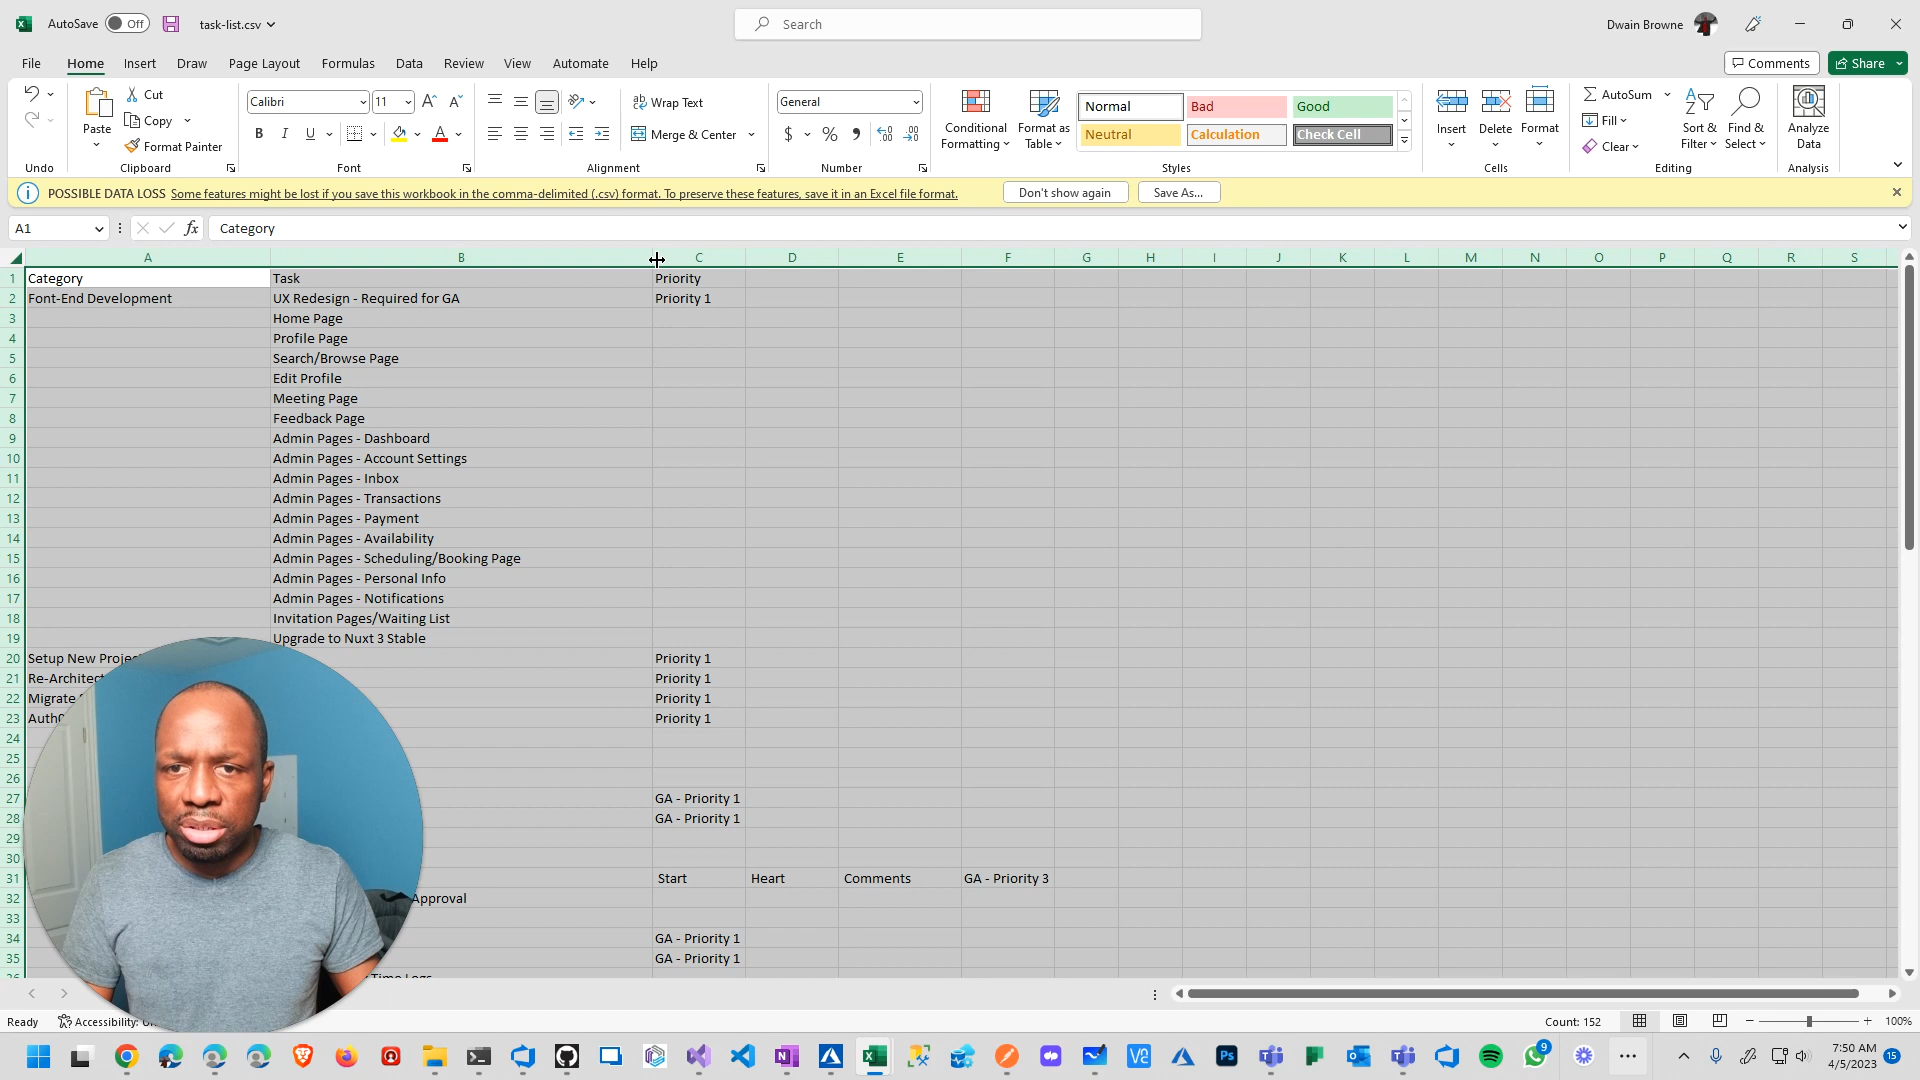 AutoSave Off task-list.csv Search Dwain Browne
File Home Insert Draw Page Layout Formulas Data Review View Automate Help Comments Share
Cut Calibri 11 Wrap Text General Normal Bad Good AutoSum
Paste Copy B I U Merge & Center $ % Conditional Formatting Format as Table Neutral Calculation Check Cell Insert Delete Format Fill Sort & Filter Find & Select Analyze Data
Format Painter Clear
Undo Clipboard Font Alignment Number Styles Cells Editing Analysis
POSSIBLE DATA LOSS Some features might be lost if you save this workbook in the comma-delimited (.csv) format. To preserve these features, save it in an Excel file format. Don't show again Save As...
A1 fx Category
A B C D E F G H I J K L M N O P Q R S
1 Category Task Priority
2 Font-End Development UX Redesign - Required for GA Priority 1
3 Home Page
4 Profile Page
5 Search/Browse Page
6 Edit Profile
7 Meeting Page
8 Feedback Page
9 Admin Pages - Dashboard
10 Admin Pages - Account Settings
11 Admin Pages - Inbox
12 Admin Pages - Transactions
13 Admin Pages - Payment
14 Admin Pages - Availability
15 Admin Pages - Scheduling/Booking Page
16 Admin Pages - Personal Info
17 Admin Pages - Notifications
18 Invitation Pages/Waiting List
19 Upgrade to Nuxt 3 Stable
20 Setup New Priority 1
21 Priority 1
22 Migrate Priority 1
23 Priority 1
24
25
26
27 GA - Priority 1
28 GA - Priority 1
29
30
31 Start Heart Comments GA - Priority 3
32 Approval
33
34 GA - Priority 1
35 GA - Priority 1
Time Logs
Ready Accessibility: Count: 152 100%
9 7:50 AM
4/5/2023 15